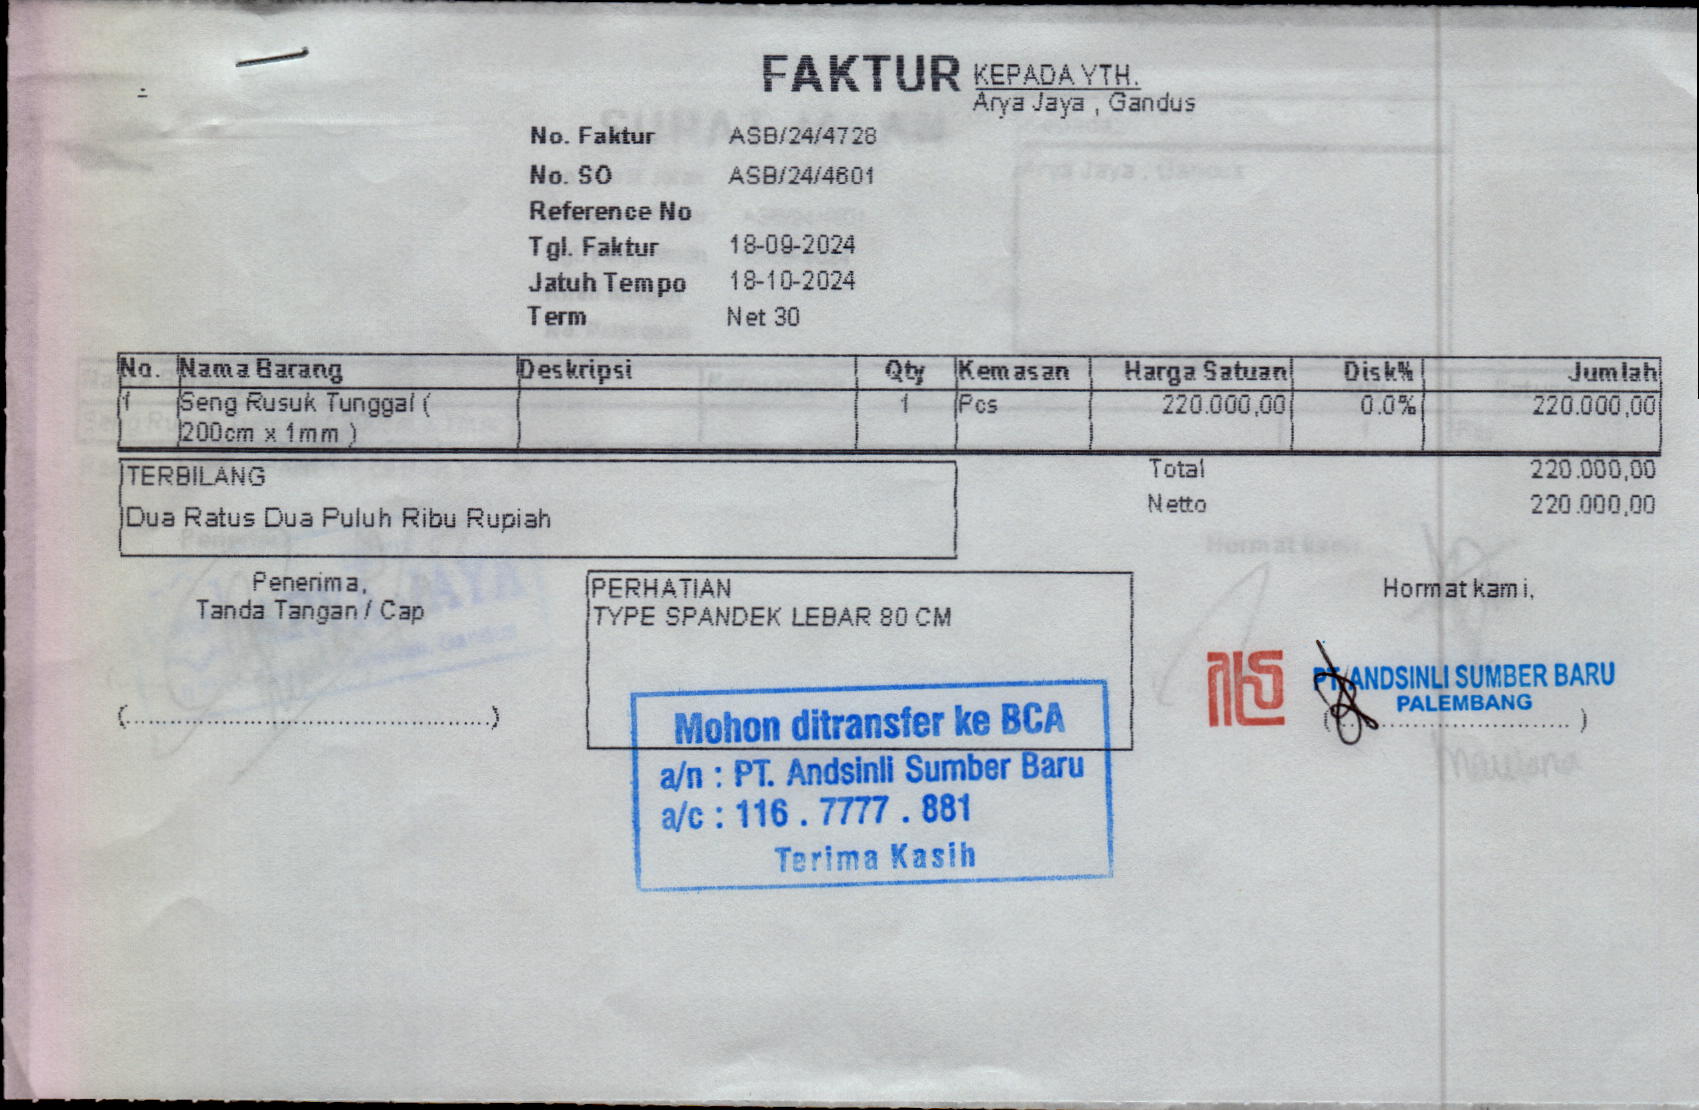 FAKTUR
KEPADA YTH.
Arya Jaya , Gandus
No. Faktur ASB/24/4728
No. SO ASB/24/4601
Reference No
Tgl. Faktur 18-09-2024
Jatuh Tempo 18-10-2024
Term Net 30
No. Nama Barang Deskripsi Qty Kemasan Harga Satuan Disk% Jumlah
1 Seng Rusuk Tunggal ( 1 Pcs 220.000,00 0.0% 220.000,00
200cm x 1mm )
TERBILANG
Dua Ratus Dua Puluh Ribu Rupiah
Total 220.000,00
Netto 220.000,00
Penerima,
Tanda Tangan / Cap
(..........................................)
PERHATIAN
TYPE SPANDEK LEBAR 80 CM
Mohon ditransfer ke BCA
a/n : PT. Andsinli Sumber Baru
a/c : 116 . 7777 . 881
Terima Kasih
Hormat kami,
PT. ANDSINLI SUMBER BARU
PALEMBANG
(..............................)